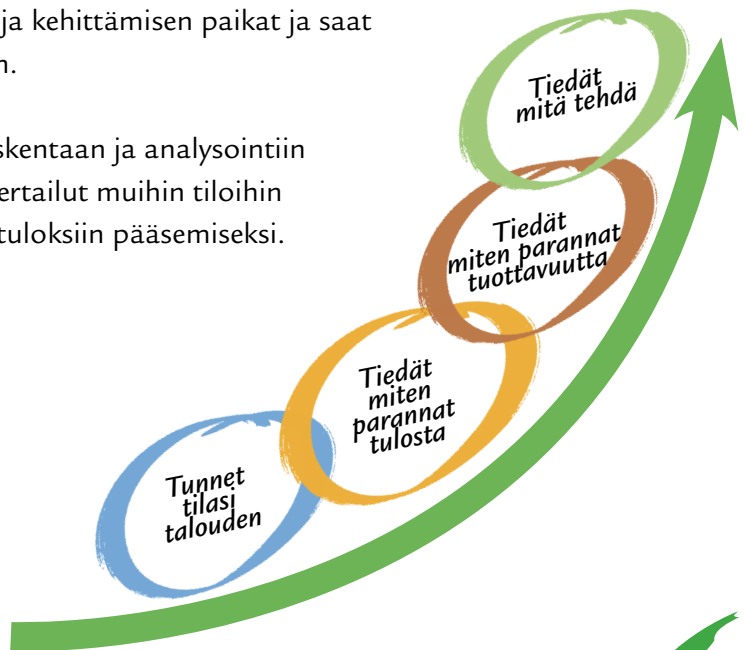 ja kehittämisen paikat ja saat
skentaan ja analysointiin
ertailut muihin tiloihin
tuloksiin pääsemiseksi.
Tiedät
mitä tehdä
Tiedät
miten parannat
tuottavuutta
Tiedät
miten
parannat
tulosta
Tunnet
tilasi
talouden